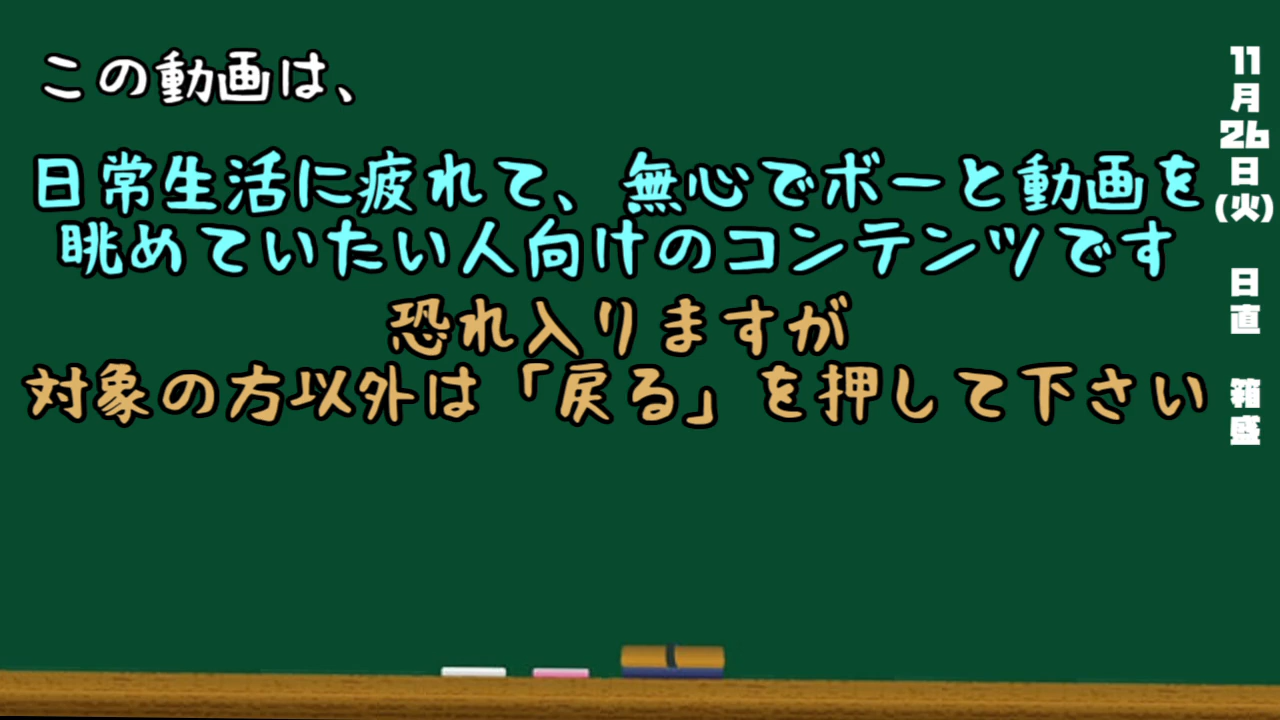 この動画は、
日常生活に疲れて、無心でボーと動画を
眺めていたい人向けのコンテンツです
恐れ入りますが
対象の方以外は「戻る」を押して下さい
11月26日(火) 日直 箱盛